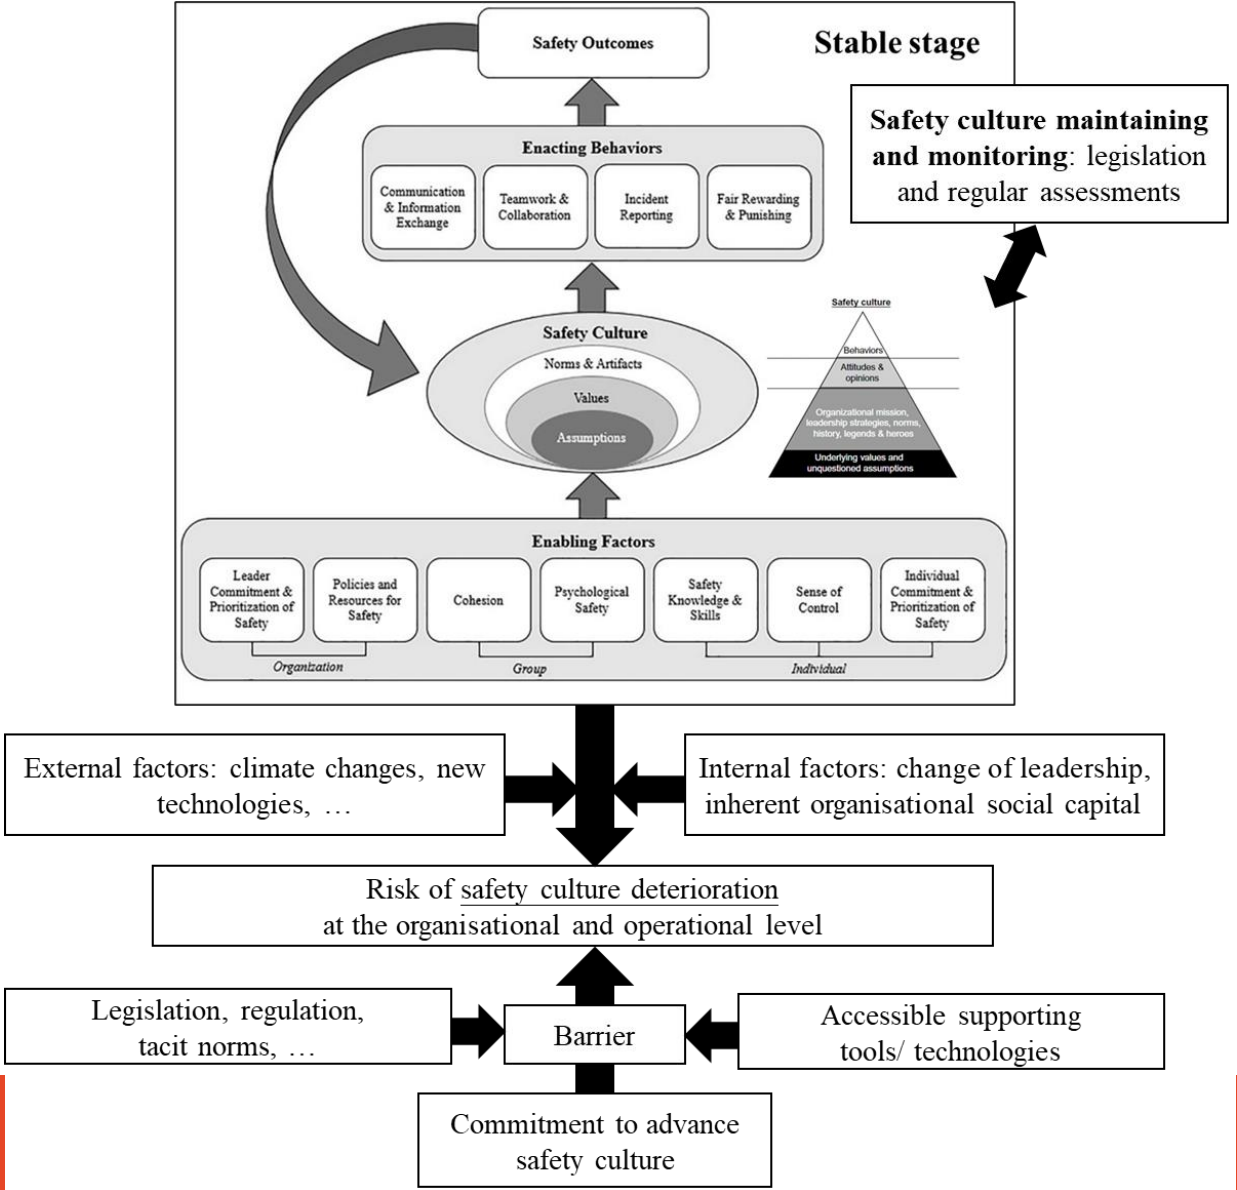 Safety Outcomes
Stable stage
Safety culture maintaining
and monitoring: legislation
and regular assessments
Enacting Behaviors
Communication
& Information
Exchange
Teamwork &
Collaboration
Incident
Reporting
Fair Rewarding
& Punishing
Safety Culture
Norms & Artifacts
Values
Assumptions
Safety culture
Behaviors
Attitudes &
opinions
Organizational mission,
leadership strategies, norms,
history, legends & heroes
Underlying values and
unquestioned assumptions
Enabling Factors
Leader
Commitment &
Prioritization of
Safety
Policies and
Resources for
Safety
Cohesion
Psychological
Safety
Safety
Knowledge &
Skills
Sense of
Control
Individual
Commitment &
Prioritization of
Safety
Organization
Group
Individual
External factors: climate changes, new
technologies, …
Internal factors: change of leadership,
inherent organisational social capital
Risk of safety culture deterioration
at the organisational and operational level
Legislation, regulation,
tacit norms, …
Barrier
Accessible supporting
tools/ technologies
Commitment to advance
safety culture